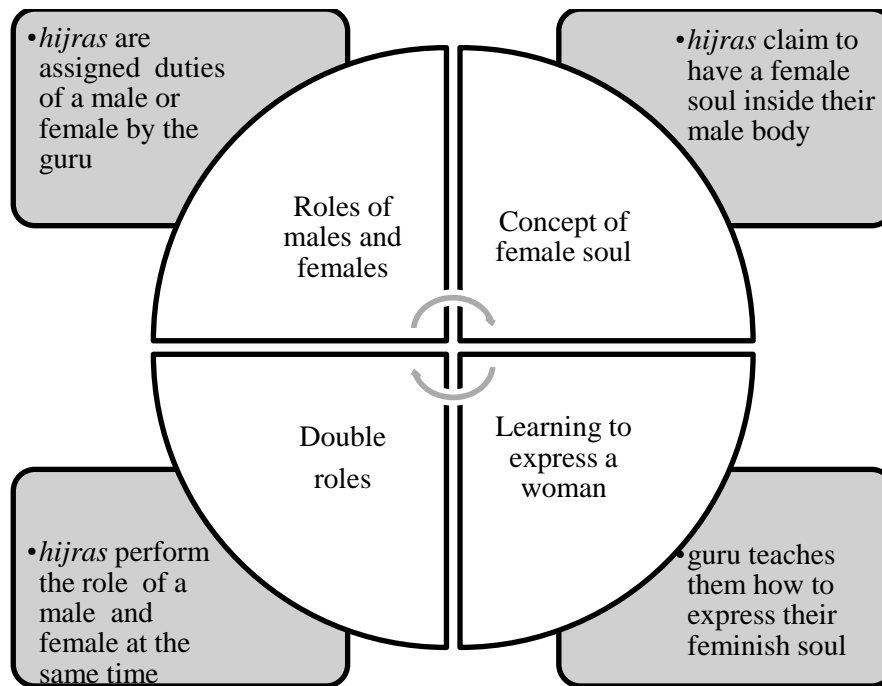 •hijras are
assigned duties
of a male or
female by the
guru
•hijras claim to
have a female
soul inside their
male body
Roles of
males and
females
Concept of
female soul
Double
roles
Learning to
express a
woman
•hijras perform
the role of a
male and
female at the
same time
•guru teaches
them how to
express their
feminish soul